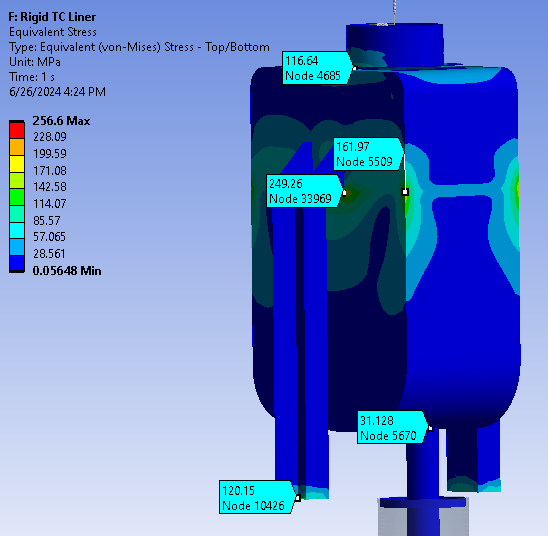 F: Rigid TC Liner
Equivalent Stress
Type: Equivalent (von-Mises) Stress - Top/Bottom
Unit: MPa
Time: 1 s
6/26/2024 4:24 PM
256.6 Max
228.09
199.59
171.08
142.58
114.07
85.57
57.065
28.561
0.05648 Min
116.64
Node 4685
161.97
Node 5509
249.26
Node 33969
31.128
Node 5670
120.15
Node 10426